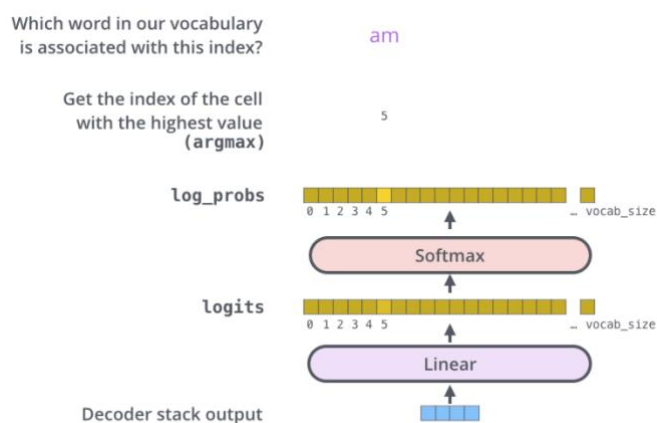 Which word in our vocabulary
is associated with this index?
am
Get the index of the cell
with the highest value
(argmax)
5
log_probs
0 1 2 3 4 5 … vocab_size
Softmax
logits
0 1 2 3 4 5 … vocab_size
Linear
Decoder stack output